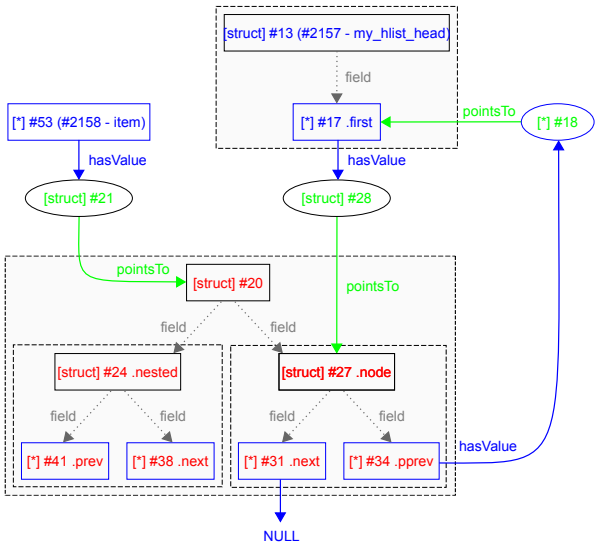 [struct] #13 (#2157 - my_hlist_head)
field
pointsTo
[*] #53 (#2158 - item)
[*] #17 .first
[*] #18
hasValue
hasValue
[struct] #21
[struct] #28
pointsTo
[struct] #20
pointsTo
field
field
[struct] #24 .nested
[struct] #27 .node
field
field
field
field
hasValue
[*] #41 .prev
[*] #38 .next
[*] #31 .next
[*] #34 .pprev
NULL